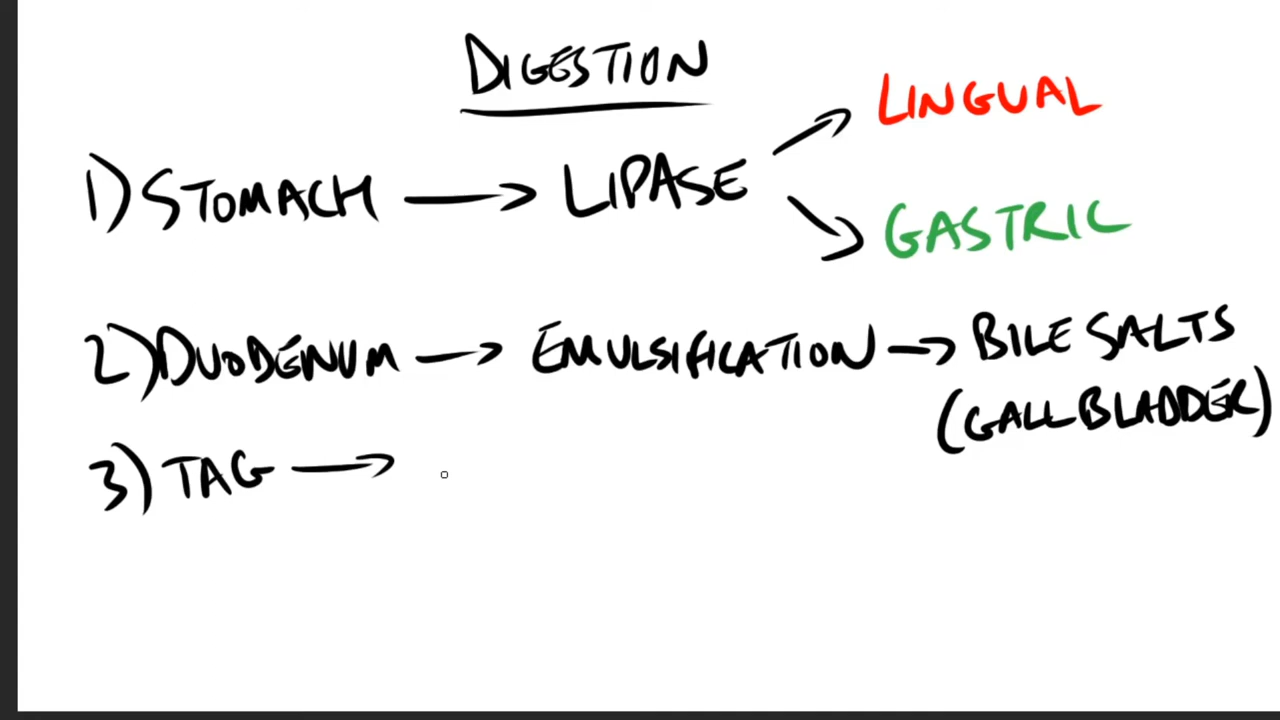 DIGESTION
LINGUAL
1) STOMACH → LIPASE
GASTRIC
2) DUODENUM → EMULSIFICATION → BILE SALTS
(GALLBLADDER)
3) TAG →